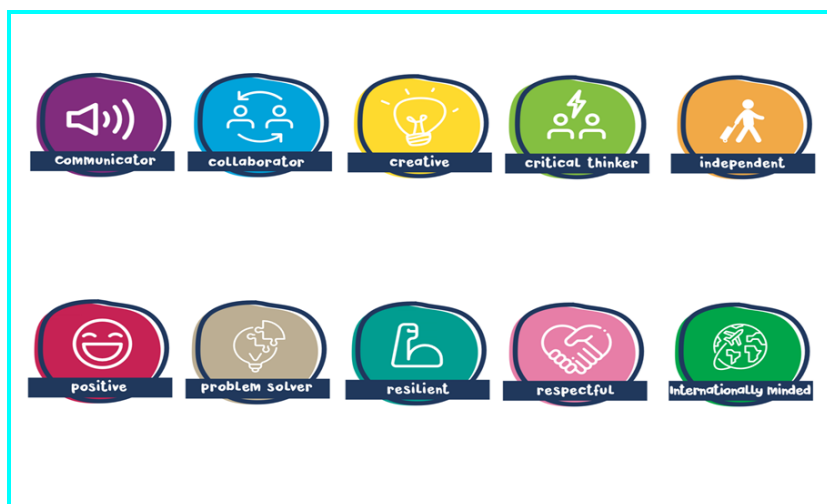 communicator
collaborator
creative
critical thinker
independent
positive
problem solver
resilient
respectful
internationally minded